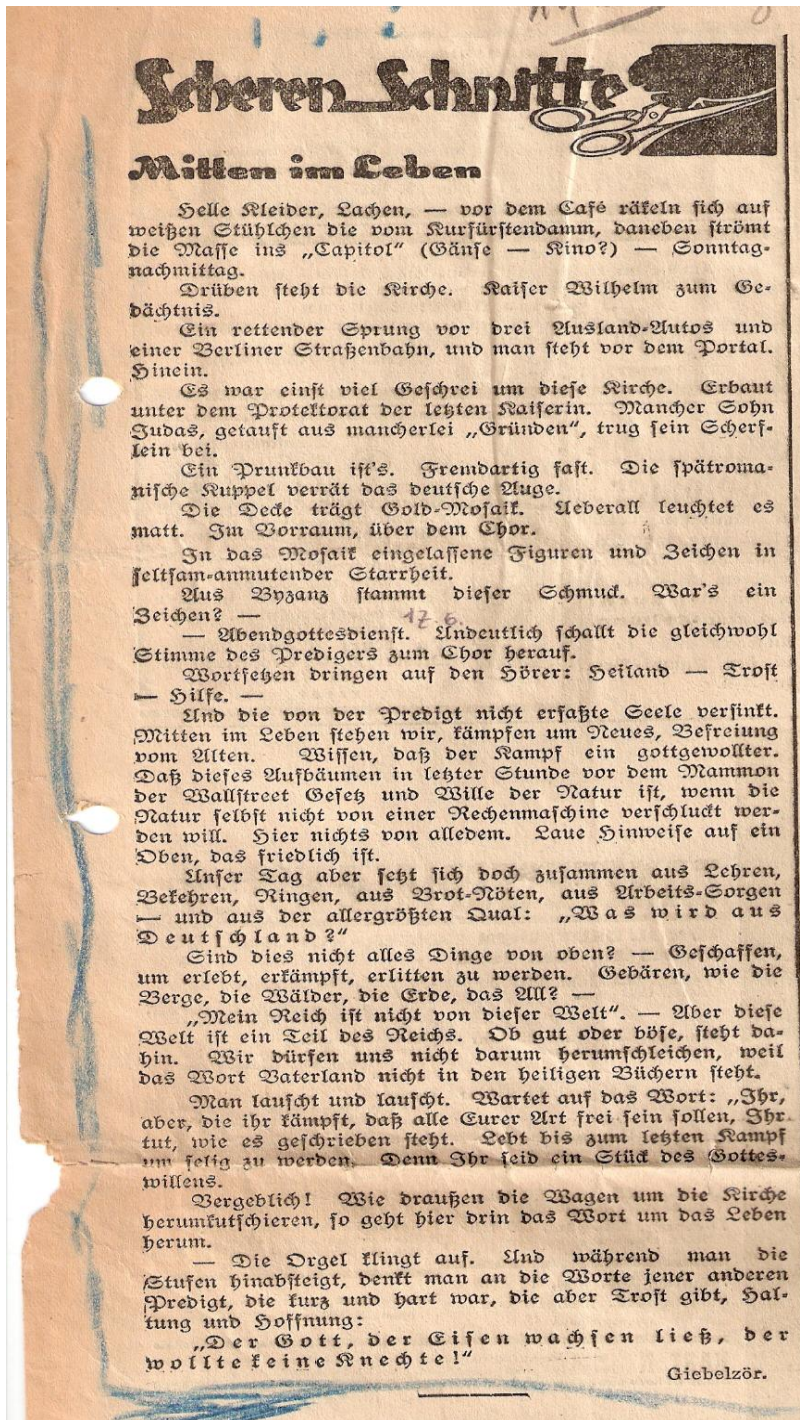 Scheren-Schnitte
Mitten im Leben
Helle Kleider, Lachen, — vor dem Café räkeln sich auf
weißen Stühlchen die vom Kurfürstendamm, daneben strömt
die Masse ins „Capitol“ (Gänse — Kino?) — Sonntag-
nachmittag.
Drüben steht die Kirche. Kaiser Wilhelm zum Ge-
dächtnis.
Ein rettender Sprung vor drei Ausland-Autos und
einer Berliner Straßenbahn, und man steht vor dem Portal.
Hinein.
Es war einst viel Geschrei um diese Kirche. Erbaut
unter dem Protektorat der letzten Kaiserin. Mancher Sohn
Judas, getauft aus mancherlei „Gründen“, trug sein Scherf-
lein bei.
Ein Prunkbau ist's. Fremdartig fast. Die spätroma-
nische Kuppel verrät das deutsche Auge.
Die Decke trägt Gold-Mosaik. Ueberall leuchtet es
matt. Im Vorraum, über dem Chor.
In das Mosaik eingelassene Figuren und Zeichen in
seltsam-anmutender Starrheit.
Aus Byzanz stammt dieser Schmuck. War's ein
Zeichen? —
17.6.
— Abendgottesdienst. Undeutlich schallt die gleichwohl
Stimme des Predigers zum Chor herauf.
Wortfetzen dringen auf den Hörer: Heiland — Trost
— Hilfe. —
Und die von der Predigt nicht erfaßte Seele versinkt.
Mitten im Leben stehen wir, kämpfen um Neues, Befreiung
vom Alten. Wissen, daß der Kampf ein gottgewollter.
Daß dieses Aufbäumen in letzter Stunde vor dem Mammon
der Wallstreet Gesetz und Wille der Natur ist, wenn die
Natur selbst nicht von einer Rechenmaschine verschluckt wer-
den will. Hier nichts von alledem. Laue Hinweise auf ein
Oben, das friedlich ist.
Unser Tag aber setzt sich doch zusammen aus Lehren,
Bekehren, Ringen, aus Brot-Nöten, aus Arbeits-Sorgen
— und aus der allergrößten Qual: „Was wird aus
Deutschland?“
Sind dies nicht alles Dinge von oben? — Geschaffen,
um erlebt, erkämpft, erlitten zu werden. Gebären, wie die
Berge, die Wälder, die Erde, das All? —
„Mein Reich ist nicht von dieser Welt“. — Aber diese
Welt ist ein Teil des Reichs. Ob gut oder böse, steht da-
hin. Wir dürfen uns nicht darum herumschleichen, weil
das Wort Vaterland nicht in den heiligen Büchern steht.
Man lauscht und lauscht. Wartet auf das Wort: „Ihr,
aber, die ihr kämpft, daß alle Eurer Art frei sein sollen, Ihr
tut, wie es geschrieben steht. Lebt bis zum letzten Kampf
um selig zu werden. Denn Ihr seid ein Stück des Gottes-
willens.
Vergeblich! Wie draußen die Wagen um die Kirche
herumkutschieren, so geht hier drin das Wort um das Leben
herum.
— Die Orgel klingt auf. Und während man die
Stufen hinabsteigt, denkt man an die Worte jener anderen
Predigt, die kurz und hart war, die aber Trost gibt, Hal-
tung und Hoffnung:
„Der Gott, der Eisen wachsen ließ, der
wollte keine Knechte!“
Giebelzör.